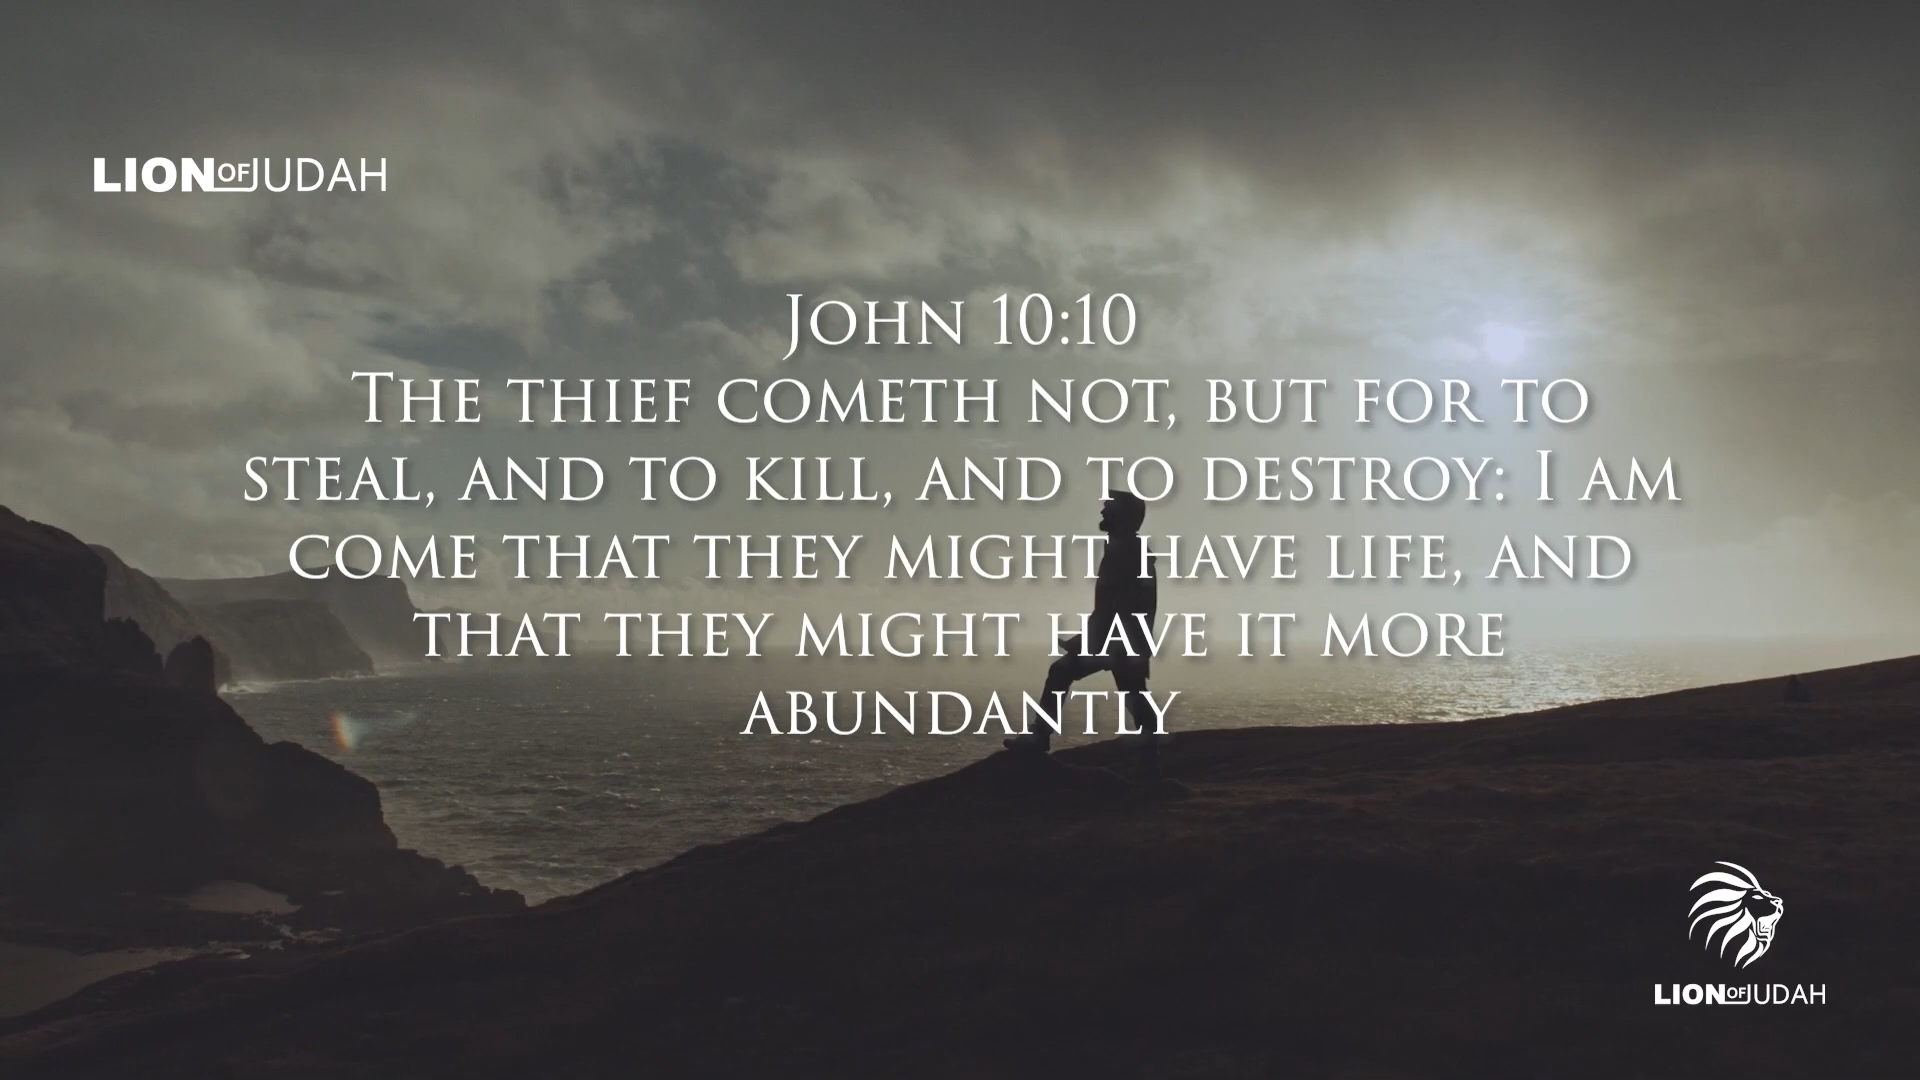 LION OF JUDAH
John 10:10
The thief cometh not, but for to
steal, and to kill, and to destroy: I am
come that they might have life, and
that they might have it more
abundantly
LION OF JUDAH